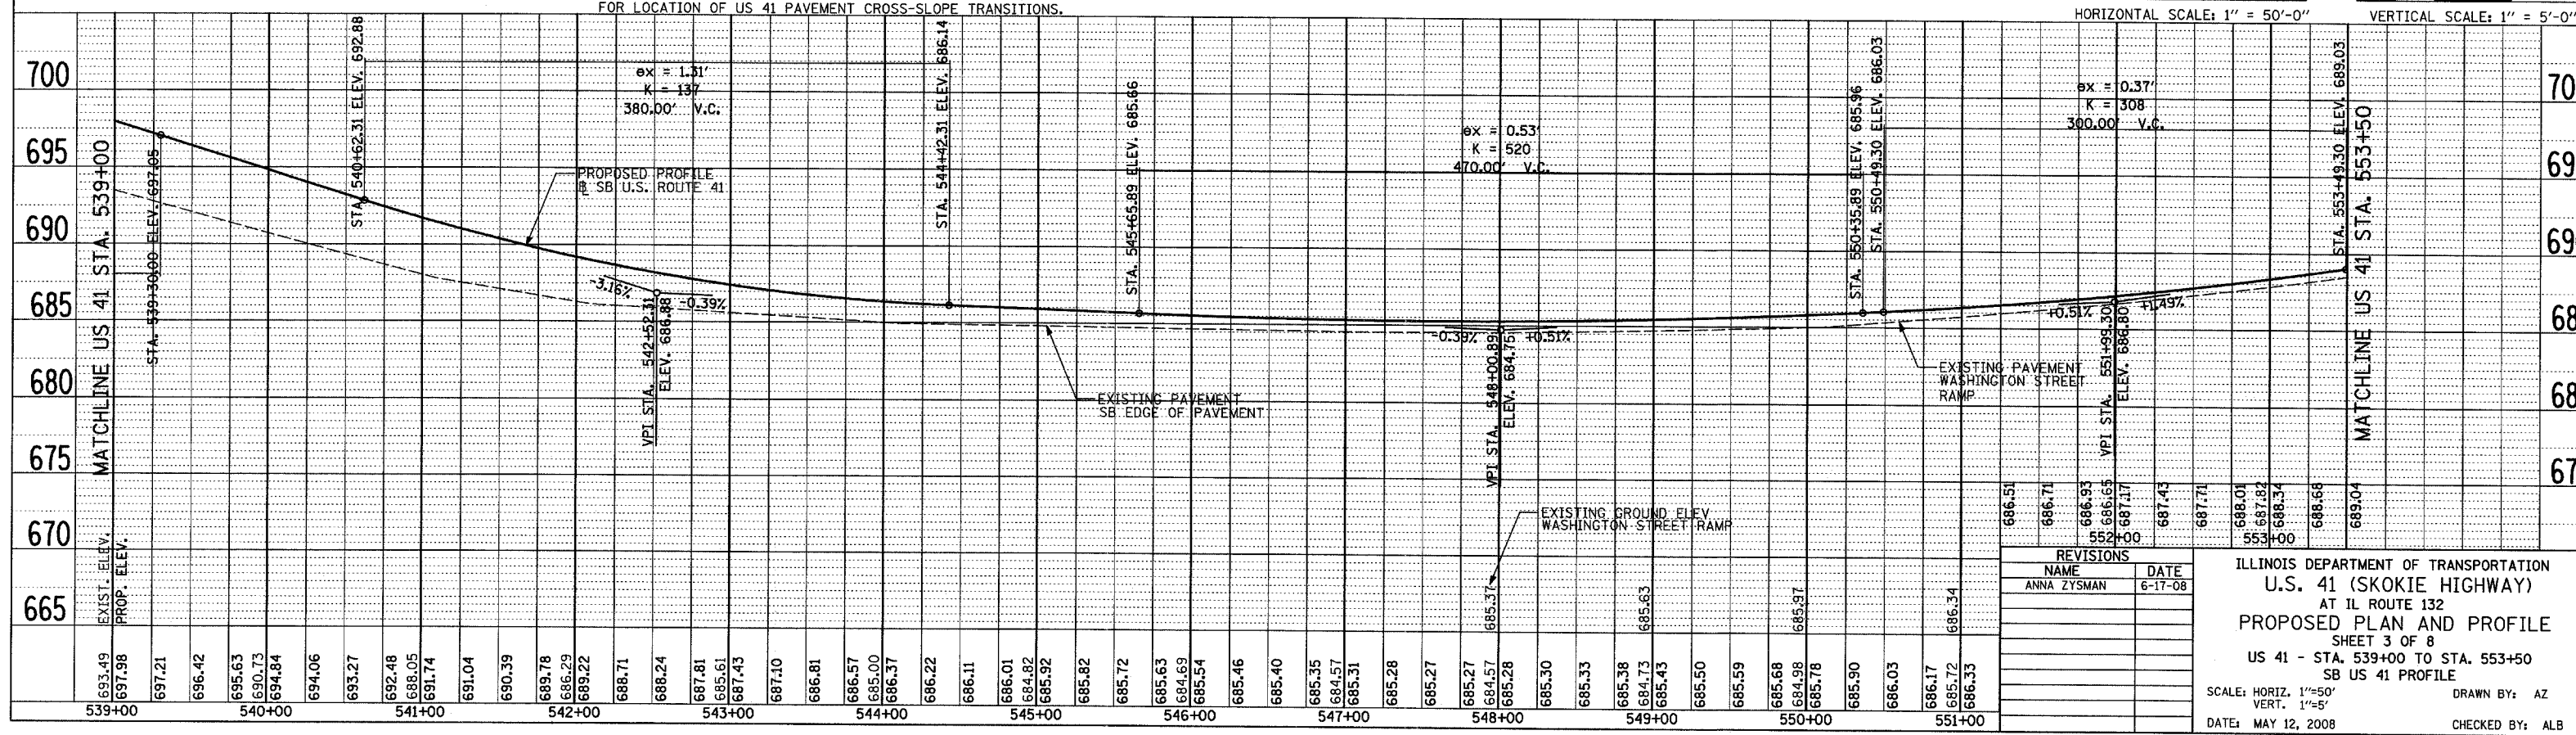 FOR LOCATION OF US 41 PAVEMENT CROSS-SLOPE TRANSITIONS.
HORIZONTAL SCALE: 1" = 50'-0"
VERTICAL SCALE: 1" = 5'-0"
700
695
690
685
680
675
670
665
MATCHLINE US 41 STA. 539+00
STA. 539+30.00 ELEV. 697.05
STA. 540+62.31 ELEV. 692.88
ex = 1.31'
K = 137
380.00' V.C.
PROPOSED PROFILE
℄ SB U.S. ROUTE 41
-3.16%
-0.39%
VPI STA. 542+52.31
ELEV. 686.88
STA. 544+42.31 ELEV. 686.14
STA. 545+65.89 ELEV. 685.66
EXISTING PAVEMENT
SB EDGE OF PAVEMENT
ex = 0.53'
K = 520
470.00' V.C.
-0.39%
+0.51%
VPI STA. 548+00.89
ELEV. 684.75
EXISTING GROUND ELEV
WASHINGTON STREET RAMP
STA. 550+35.89 ELEV. 685.96
STA. 550+49.30 ELEV. 686.03
EXISTING PAVEMENT
WASHINGTON STREET
RAMP
ex = 0.37'
K = 308
300.00' V.C.
+0.51%
+1.49%
VPI STA. 551+99.30
ELEV. 686.80
STA. 553+49.30 ELEV. 689.03
MATCHLINE US 41 STA. 553+50
70
69
69
68
68
67
EXIST. ELEV.
PROP. ELEV.
693.49 697.98 697.21 696.42 695.63 690.73 694.84 694.06 693.27 692.48 688.05 691.74 691.04 690.39 689.78 686.29 689.22 688.71 688.24 687.81 685.61 687.43 687.10 686.81 686.57 685.00 686.37 686.22 686.11 686.01 684.82 685.92 685.82 685.72 685.63 684.69 685.54 685.46 685.40 685.35 684.57 685.31 685.28 685.27 685.27 684.57 685.28 685.30 685.33 685.38 684.73 685.43 685.50 685.59 685.68 684.98 685.78 685.90 686.03 686.17 685.72 686.33
685.37 685.63 685.97 686.34
539+00 540+00 541+00 542+00 543+00 544+00 545+00 546+00 547+00 548+00 549+00 550+00 551+00
686.51 686.71 686.93 686.65 687.17 687.43 687.71 688.01 687.82 688.34 688.68 689.04
552+00 553+00
REVISIONS
NAME DATE
ANNA ZYSMAN 6-17-08
ILLINOIS DEPARTMENT OF TRANSPORTATION
U.S. 41 (SKOKIE HIGHWAY)
AT IL ROUTE 132
PROPOSED PLAN AND PROFILE
SHEET 3 OF 8
US 41 - STA. 539+00 TO STA. 553+50
SB US 41 PROFILE
SCALE: HORIZ. 1"=50'
VERT. 1"=5'
DRAWN BY: AZ
DATE: MAY 12, 2008
CHECKED BY: ALB